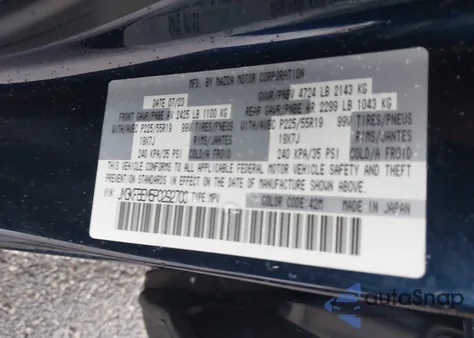 MFD. BY MAZDA MOTOR CORPORATION
DATE: 07/23 GVWR/PNBV 4724 LB 2143 KG
FRONT GAWR/PNBE AV 2425 LB 1100 KG REAR GAWR/PNBE AR 2299 LB 1043 KG
WITH/AVEC P225/55R19 99V TIRES/PNEUS WITH/AVEC P225/55R19 99V TIRES/PNEUS
19X7J RIMS/JANTES 19X7J RIMS/JANTES
240 KPA/35 PSI COLD/A FROID 240 KPA/35 PSI COLD/A FROID
THIS VEHICLE CONFORMS TO ALL APPLICABLE FEDERAL MOTOR VEHICLE SAFETY AND
THEFT PREVENTION STANDARDS IN EFFECT ON THE DATE OF MANUFACTURE SHOWN ABOVE.
VIN: TYPE:MPV
COLOR CODE: 42M MADE IN JAPAN
autoSnap